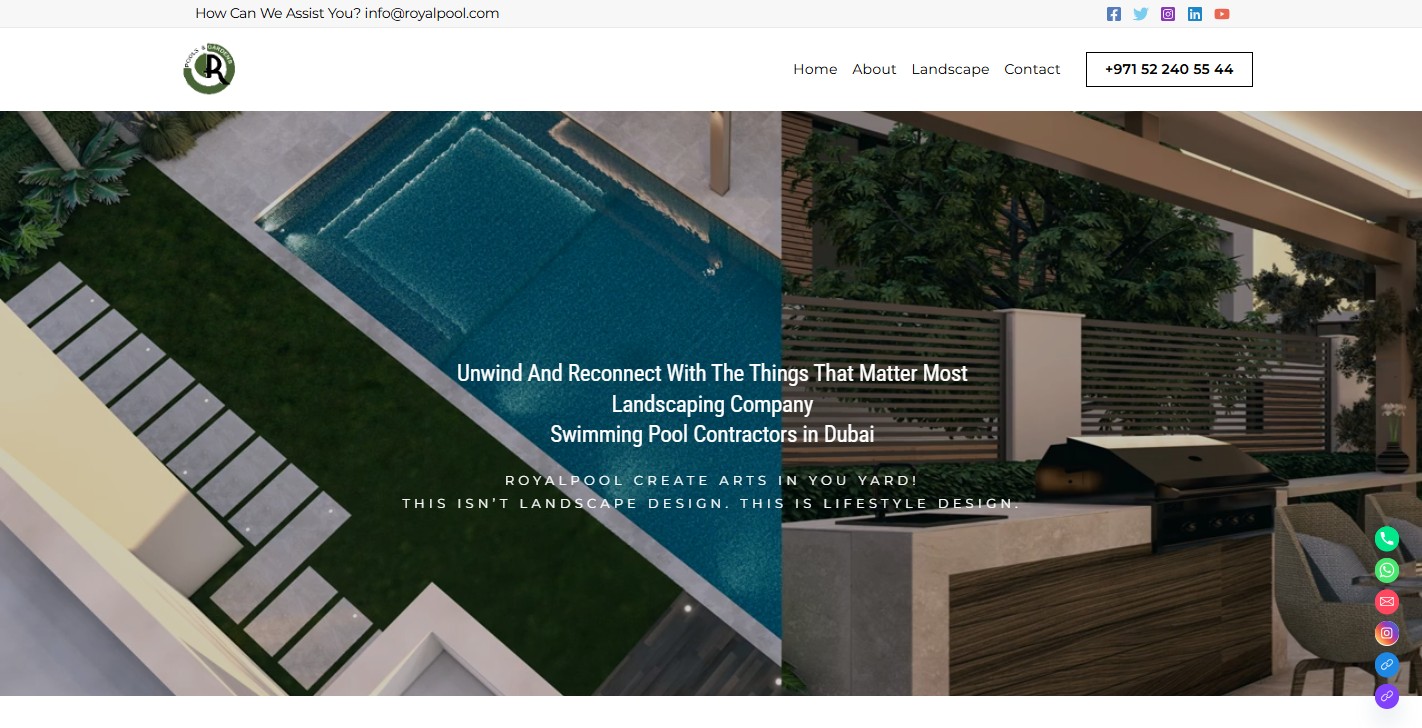 How Can We Assist You? info@royalpool.com
POOLS & GARDENS
R
Home About Landscape Contact +971 52 240 55 44
Unwind And Reconnect With The Things That Matter Most
Landscaping Company
Swimming Pool Contractors in Dubai
ROYALPOOL CREATE ARTS IN YOU YARD!
THIS ISN’T LANDSCAPE DESIGN. THIS IS LIFESTYLE DESIGN.